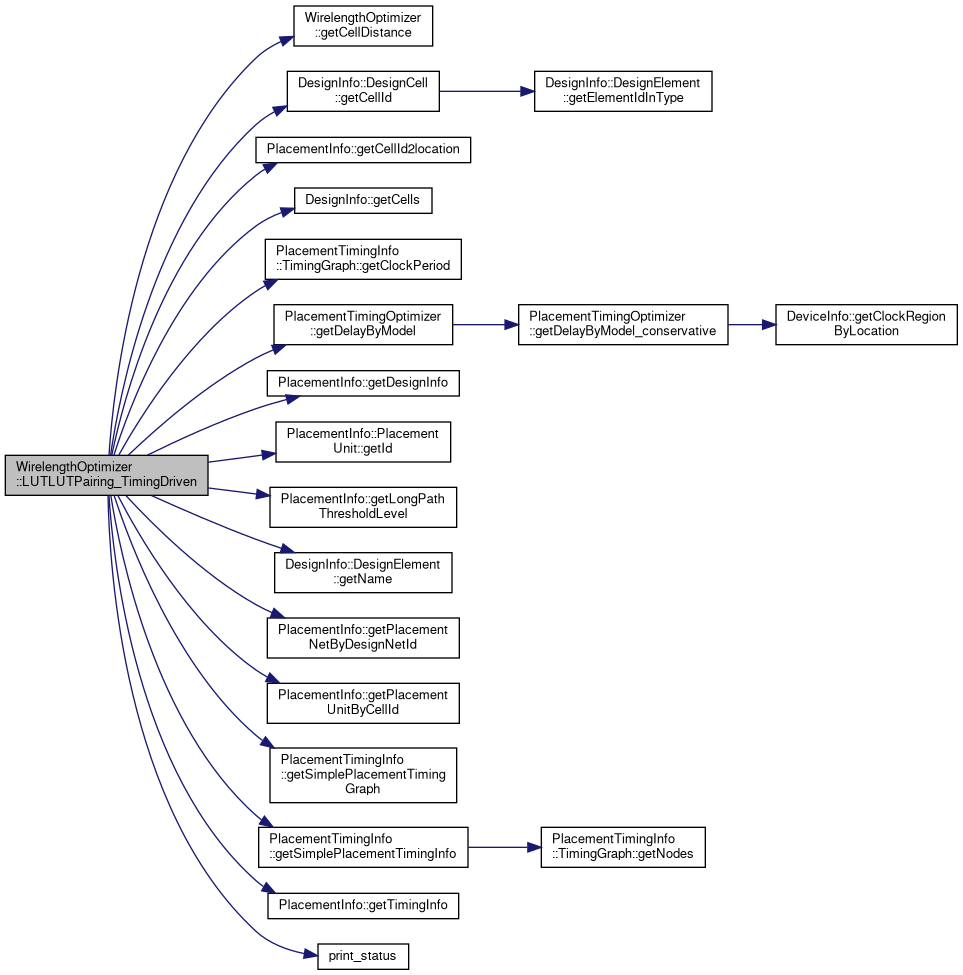 WirelengthOptimizer
::getCellDistance
DesignInfo::DesignCell
::getCellId
DesignInfo::DesignElement
::getElementIdInType
PlacementInfo::getCellId2location
DesignInfo::getCells
PlacementTimingInfo
::TimingGraph::getClockPeriod
PlacementTimingOptimizer
::getDelayByModel
PlacementTimingOptimizer
::getDelayByModel_conservative
DeviceInfo::getClockRegion
ByLocation
PlacementInfo::getDesignInfo
PlacementInfo::Placement
Unit::getId
WirelengthOptimizer
::LUTLUTPairing_TimingDriven
PlacementInfo::getLongPath
ThresholdLevel
DesignInfo::DesignElement
::getName
PlacementInfo::getPlacement
NetByDesignNetId
PlacementInfo::getPlacement
UnitByCellId
PlacementTimingInfo
::getSimplePlacementTiming
Graph
PlacementTimingInfo
::getSimplePlacementTimingInfo
PlacementTimingInfo
::TimingGraph::getNodes
PlacementInfo::getTimingInfo
print_status